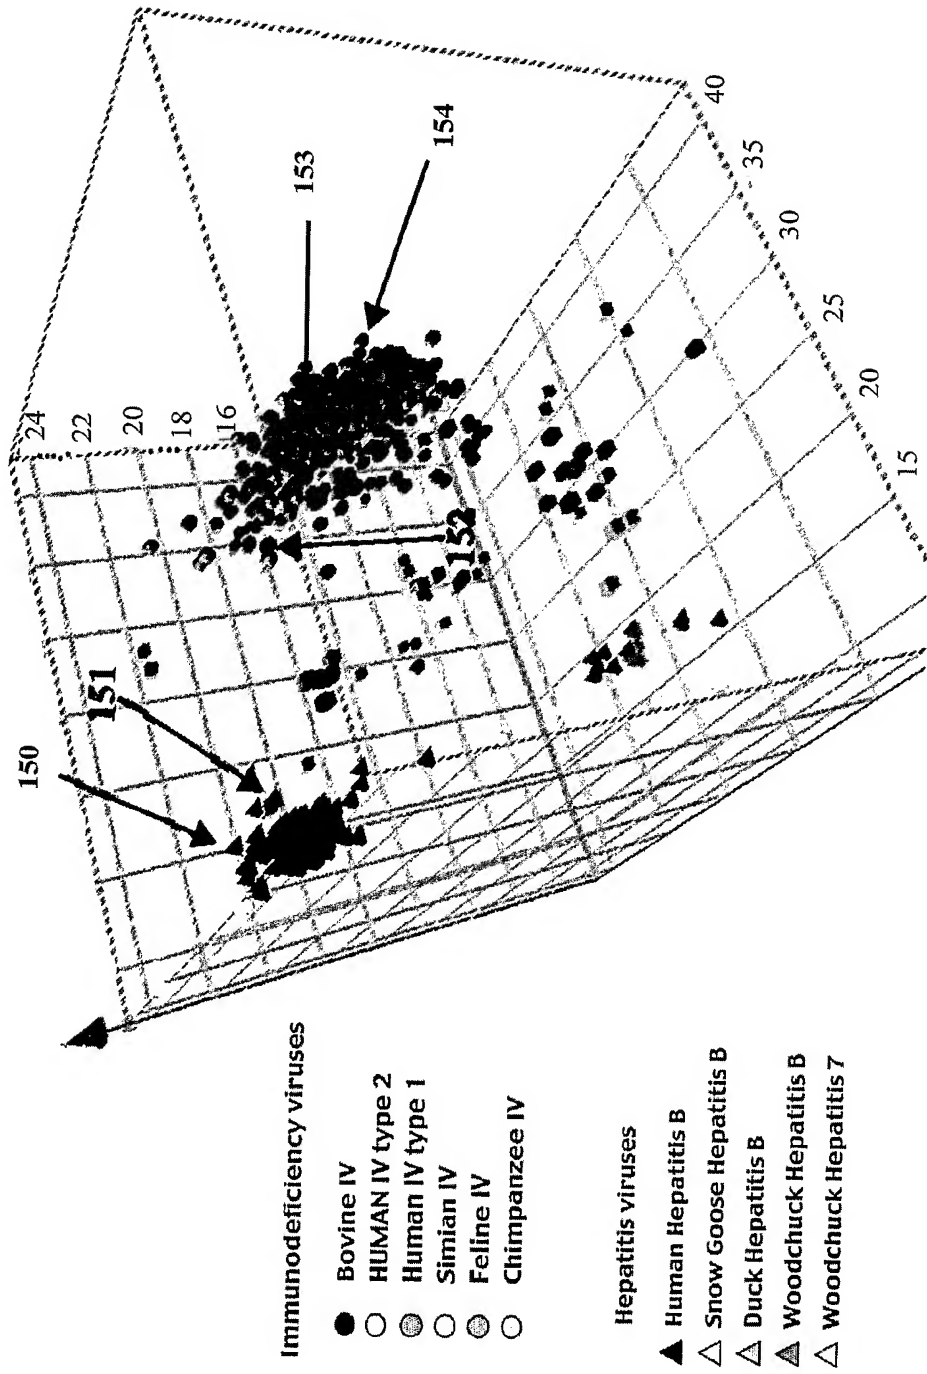 24
22
20
18
16
150
151
152
153
154
40
35
30
25
20
15
Immunodeficiency viruses
Bovine IV
HUMAN IV type 2
Human IV type 1
Simian IV
Feline IV
Chimpanzee IV
Hepatitis viruses
Human Hepatitis B
Snow Goose Hepatitis B
Duck Hepatitis B
Woodchuck Hepatitis B
Woodchuck Hepatitis 7